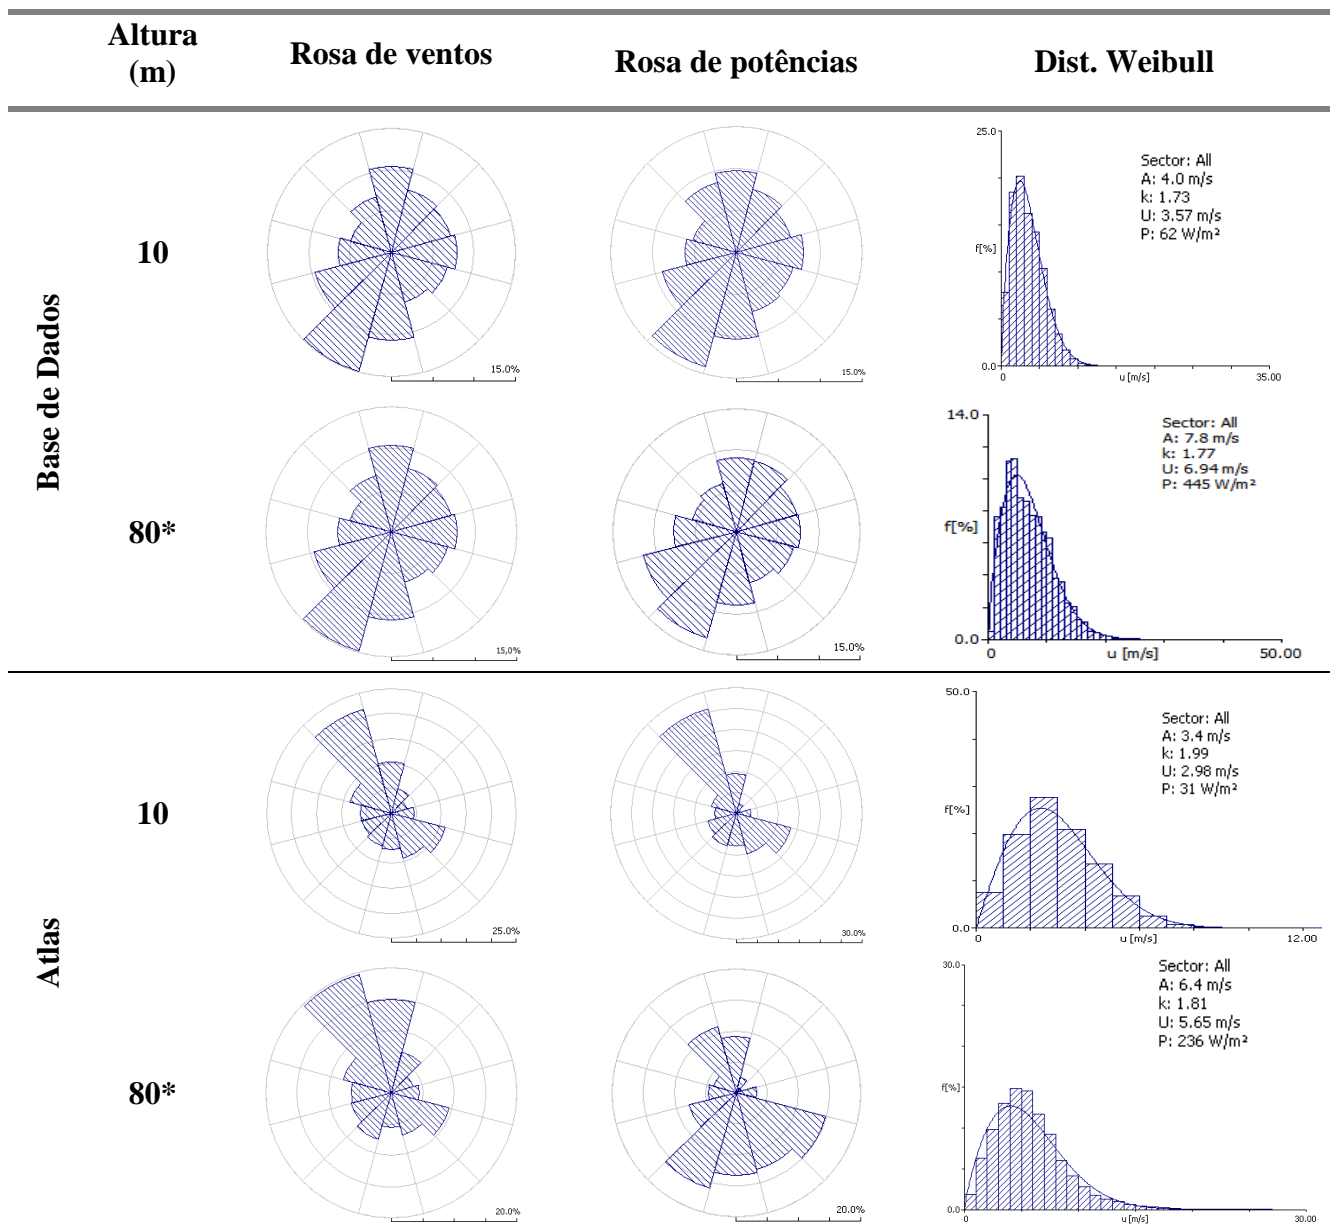 Altura
(m)
Rosa de ventos
Rosa de potências
Dist. Weibull
Base de Dados
10
15.0%
15.0%
25.0
f[%]
0.0
0
u [m/s]
35.00
Sector: All
A: 4.0 m/s
k: 1.73
U: 3.57 m/s
P: 62 W/m²
80*
15,0%
15.0%
14.0
f[%]
0.0
0
u [m/s]
50.00
Sector: All
A: 7.8 m/s
k: 1.77
U: 6.94 m/s
P: 445 W/m²
Atlas
10
25.0%
30.0%
50.0
f[%]
0.0
0
u [m/s]
12.00
Sector: All
A: 3.4 m/s
k: 1.99
U: 2.98 m/s
P: 31 W/m²
80*
20.0%
20.0%
30.0
f[%]
0.0
0
u [m/s]
30.00
Sector: All
A: 6.4 m/s
k: 1.81
U: 5.65 m/s
P: 236 W/m²